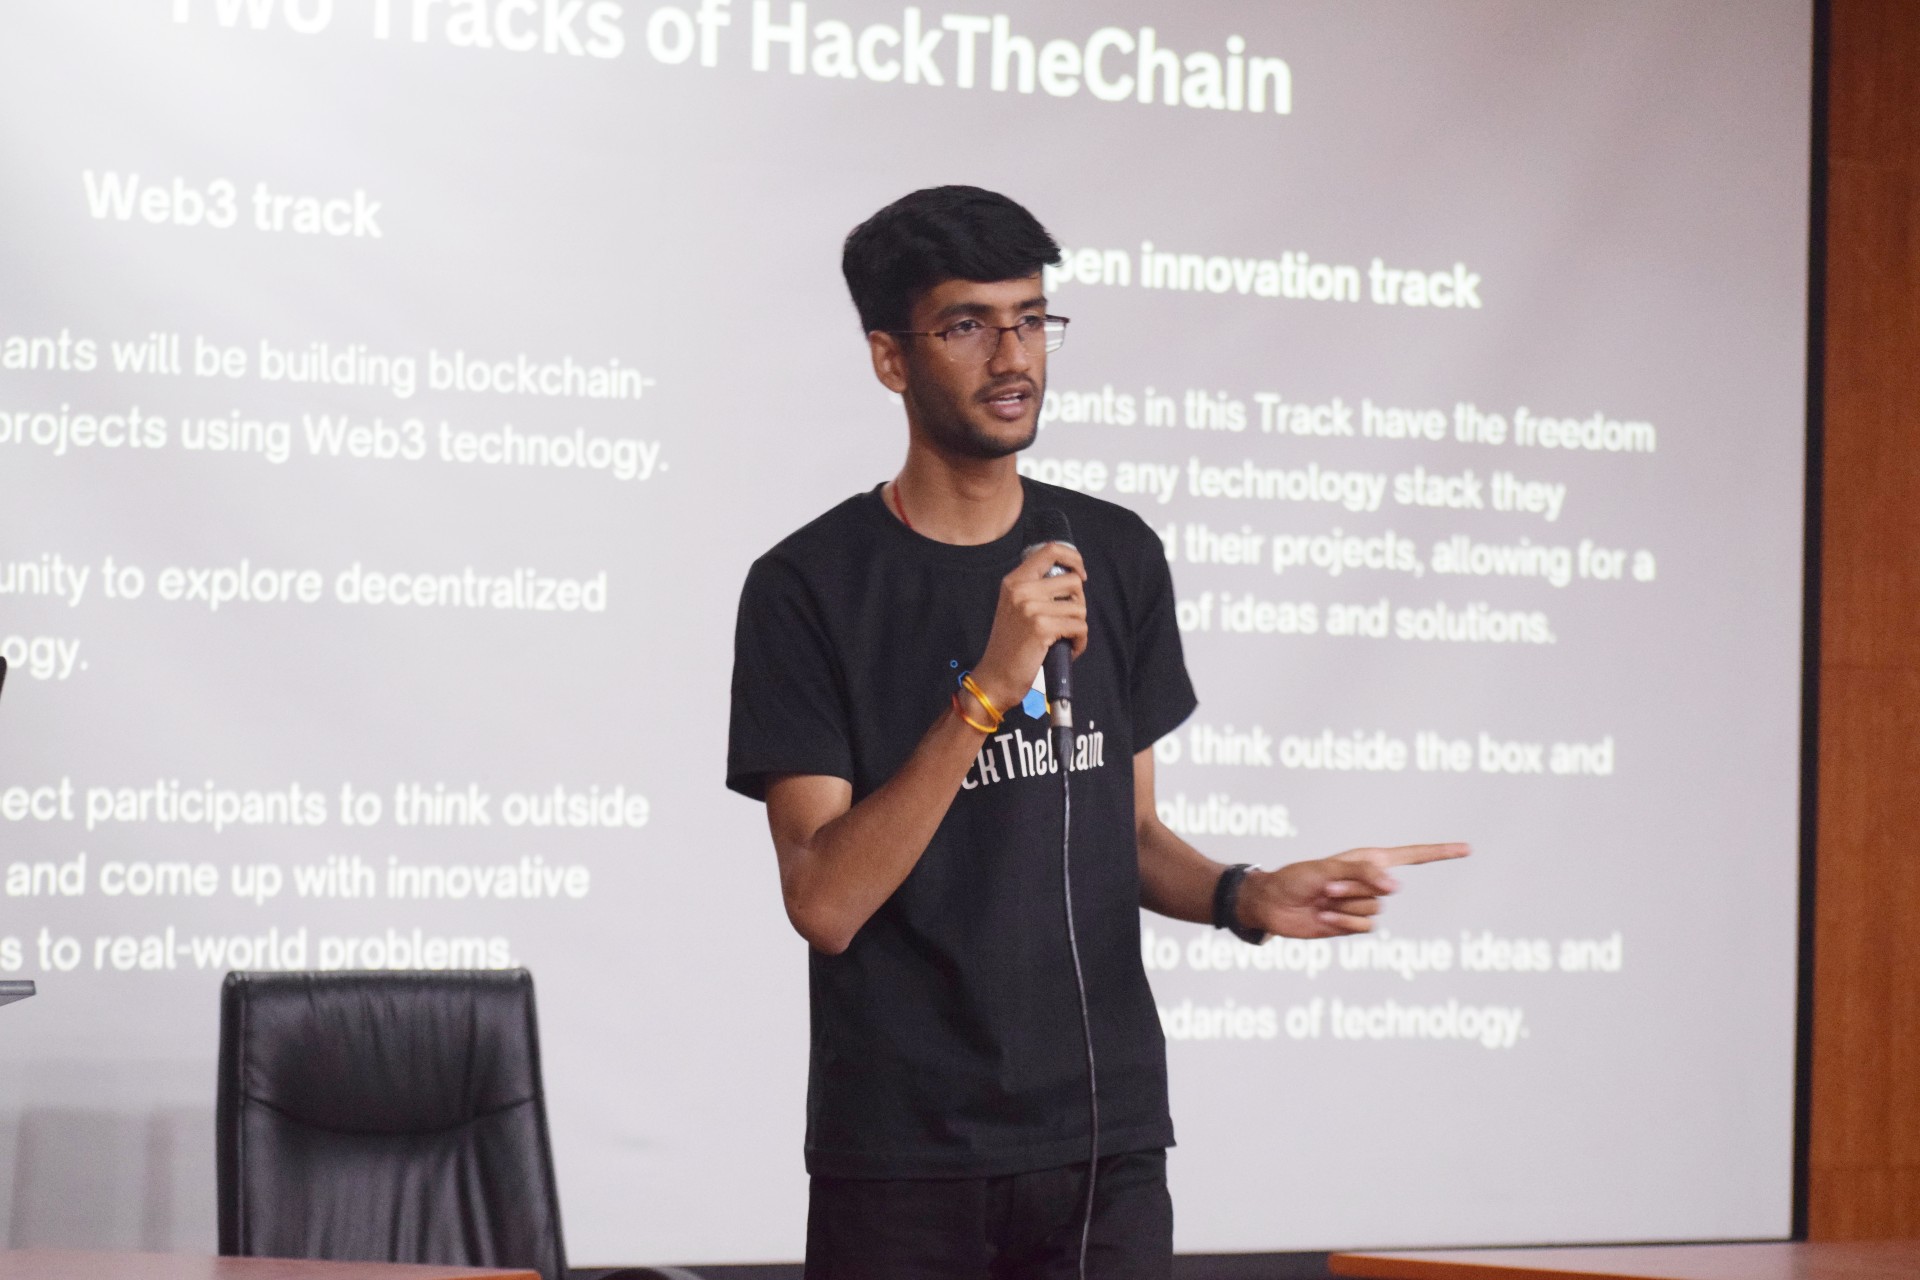 Two Tracks of HackTheChain
Web3 track
ants will be building blockchain-
projects using Web3 technology.
unity to explore decentralized
ogy.
ect participants to think outside
and come up with innovative
s to real-world problems.
pen innovation track
pants in this Track have the freedom
oose any technology stack they
d their projects, allowing for a
of ideas and solutions.
o think outside the box and
olutions.
to develop unique ideas and
daries of technology.
ckTheChain